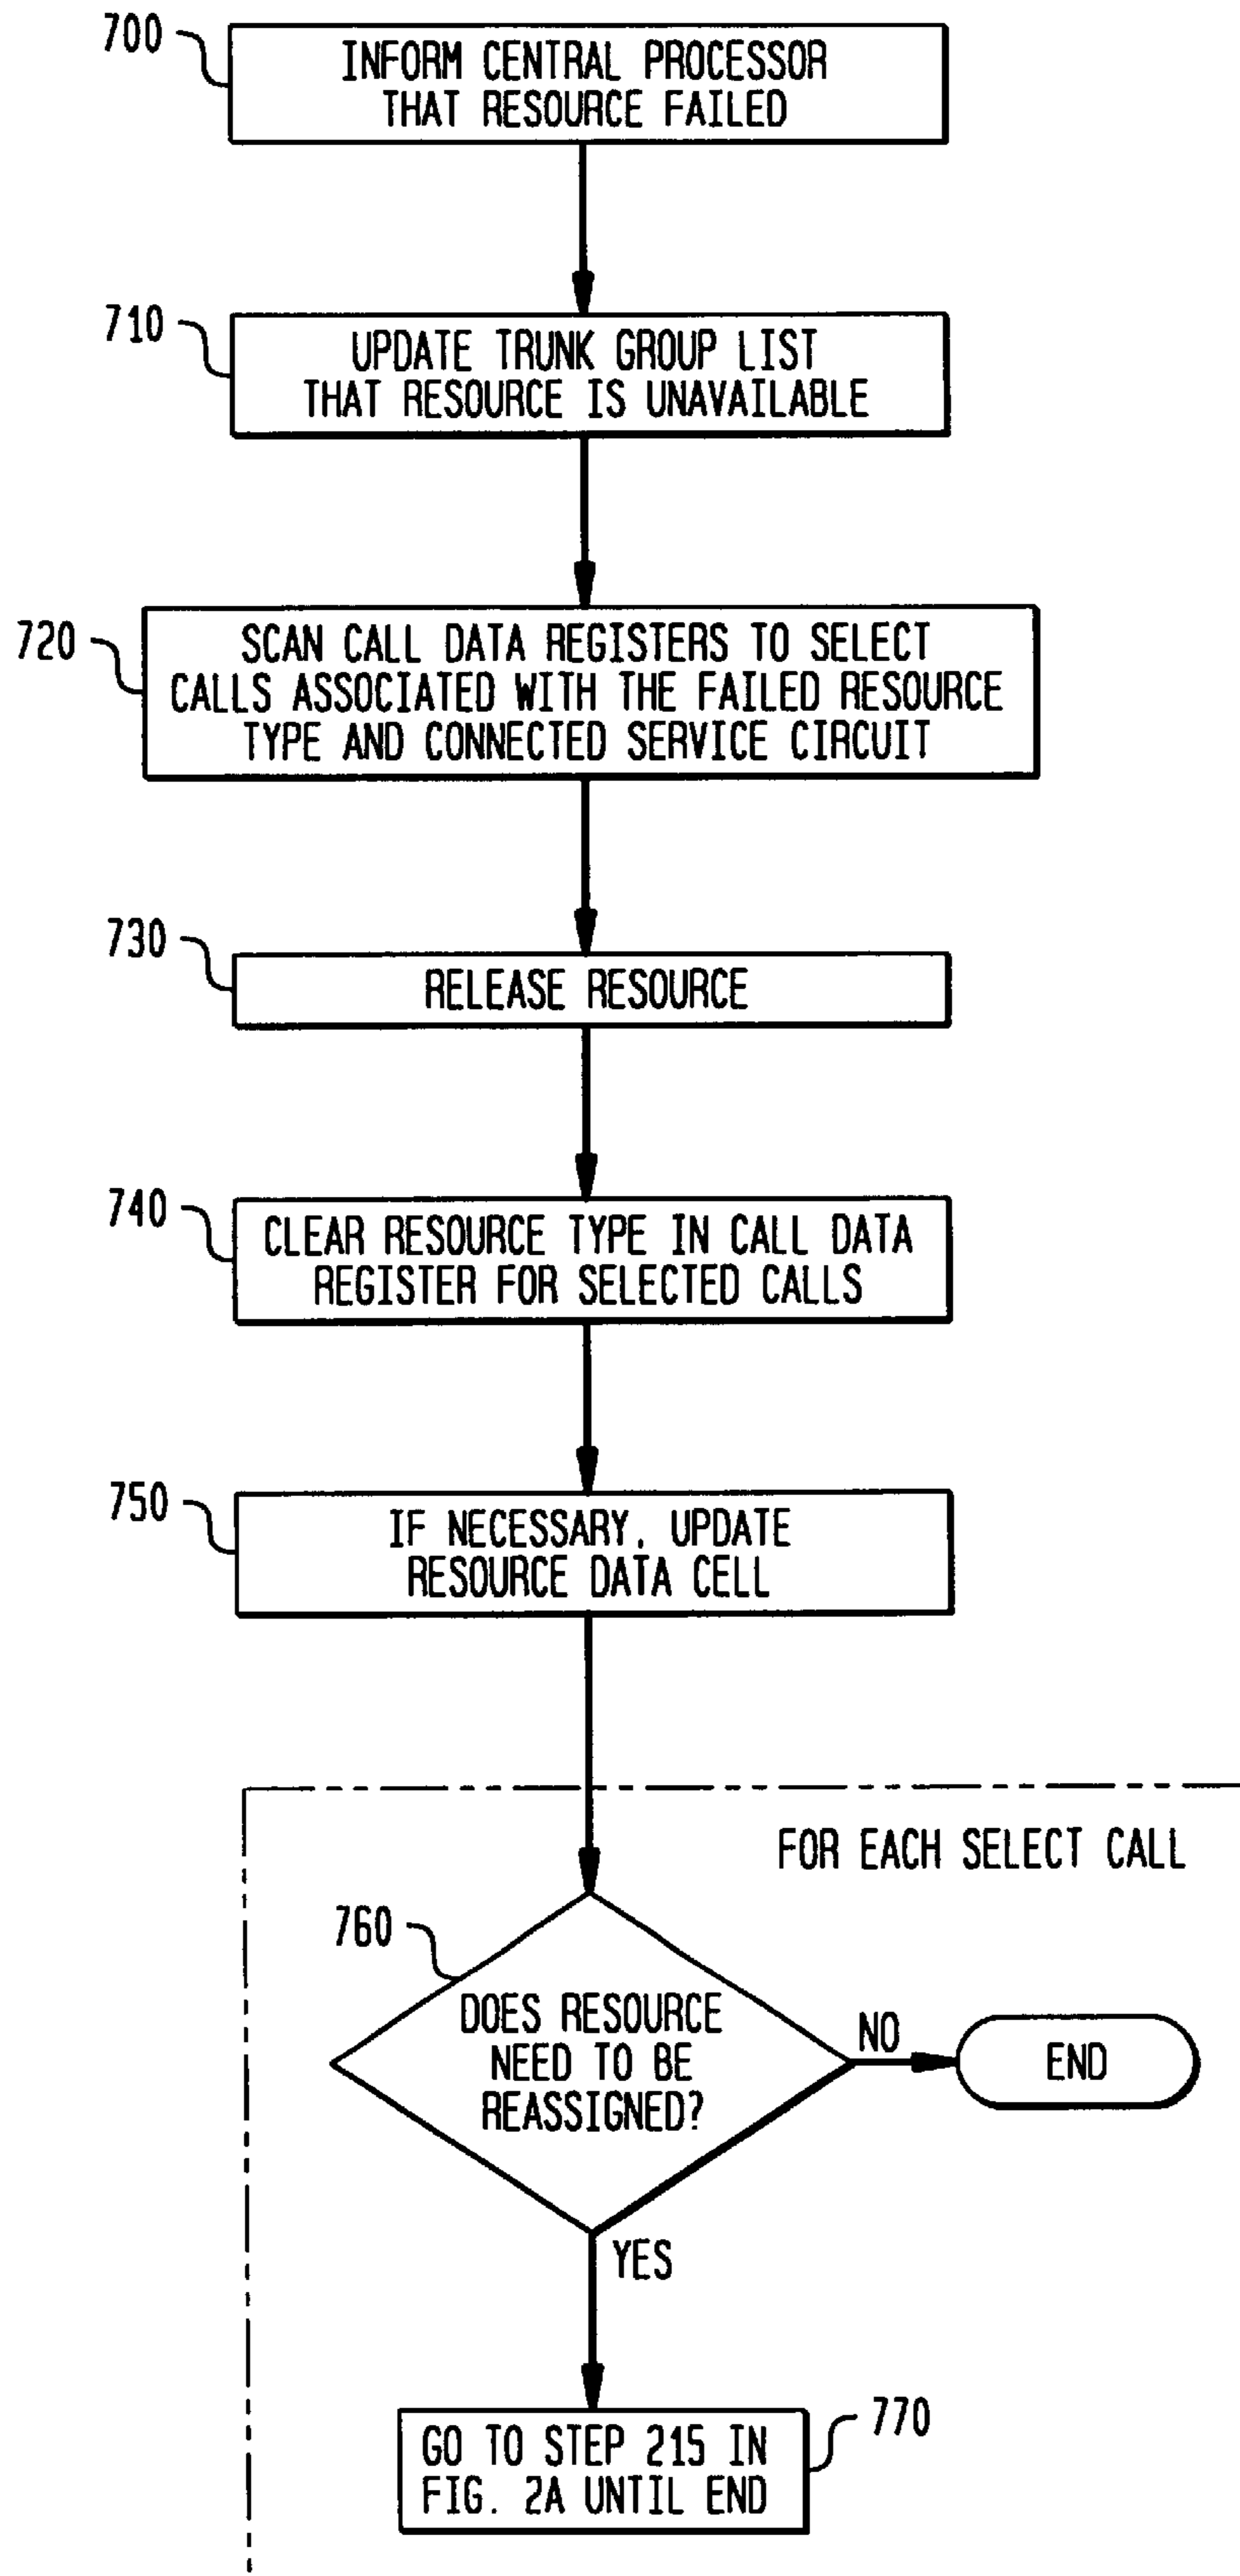 700
INFORM CENTRAL PROCESSOR
THAT RESOURCE FAILED
710
UPDATE TRUNK GROUP LIST
THAT RESOURCE IS UNAVAILABLE
720
SCAN CALL DATA REGISTERS TO SELECT
CALLS ASSOCIATED WITH THE FAILED RESOURCE
TYPE AND CONNECTED SERVICE CIRCUIT
730
RELEASE RESOURCE
740
CLEAR RESOURCE TYPE IN CALL DATA
REGISTER FOR SELECTED CALLS
750
IF NECESSARY, UPDATE
RESOURCE DATA CELL
FOR EACH SELECT CALL
760
DOES RESOURCE
NEED TO BE
REASSIGNED?
NO
END
YES
GO TO STEP 215 IN
FIG. 2A UNTIL END
770